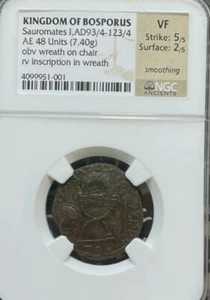 KINGDOM OF BOSPORUS
Sauromates I,AD93/4-123/4
AE 48 Units (7.40g)
obv wreath on chair
rv inscription in wreath
4099951-001
VF
Strike: 5/5
Surface: 2/5
smoothing
NGC
ANCIENTS